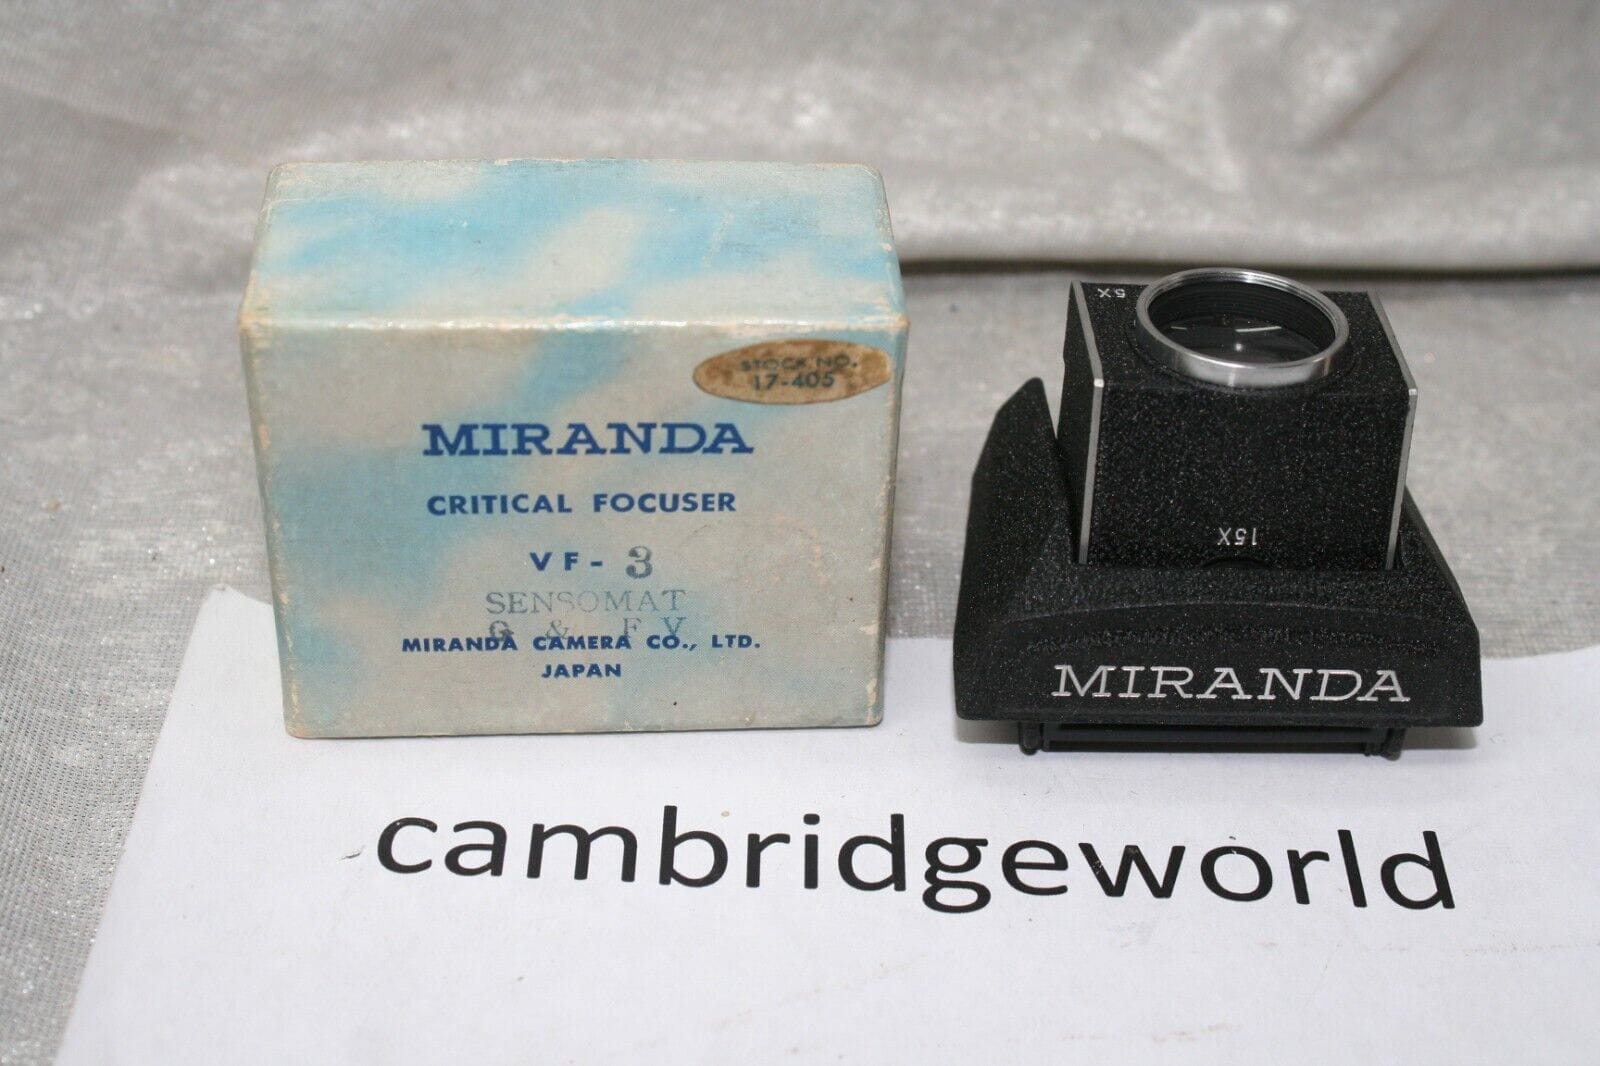 STOCK NO.
17-405
MIRANDA
CRITICAL FOCUSER
VF-3
SENSOMAT
G & FV
MIRANDA CAMERA CO., LTD.
JAPAN
5X
15X
MIRANDA
cambridgeworld